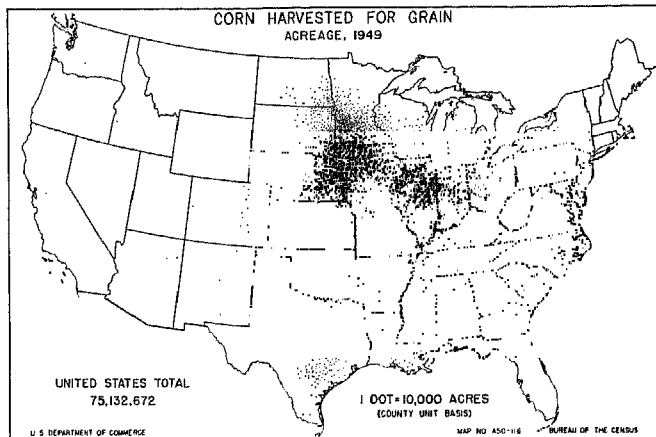 CORN HARVESTED FOR GRAIN
ACREAGE, 1949
UNITED STATES TOTAL
75,132,672
1 DOT=10,000 ACRES
(COUNTY UNIT BASIS)
U S DEPARTMENT OF COMMERCE
MAP NO A50-116
BUREAU OF THE CENSUS